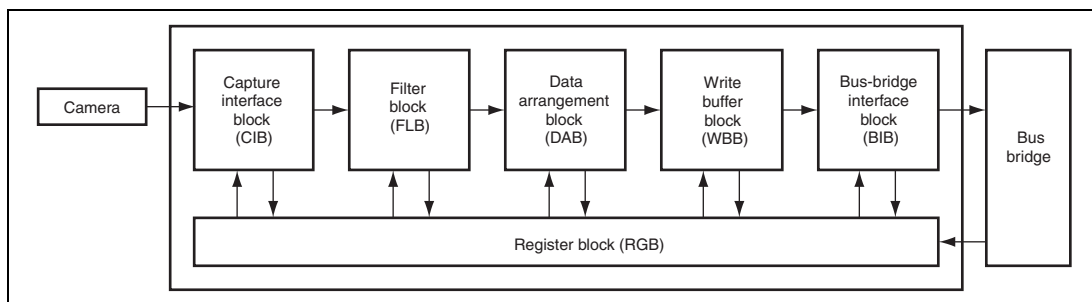 Camera
Capture
interface
block
(CIB)
Filter
block
(FLB)
Data
arrangement
block
(DAB)
Write
buffer
block
(WBB)
Bus-bridge
interface
block
(BIB)
Bus
bridge
Register block (RGB)